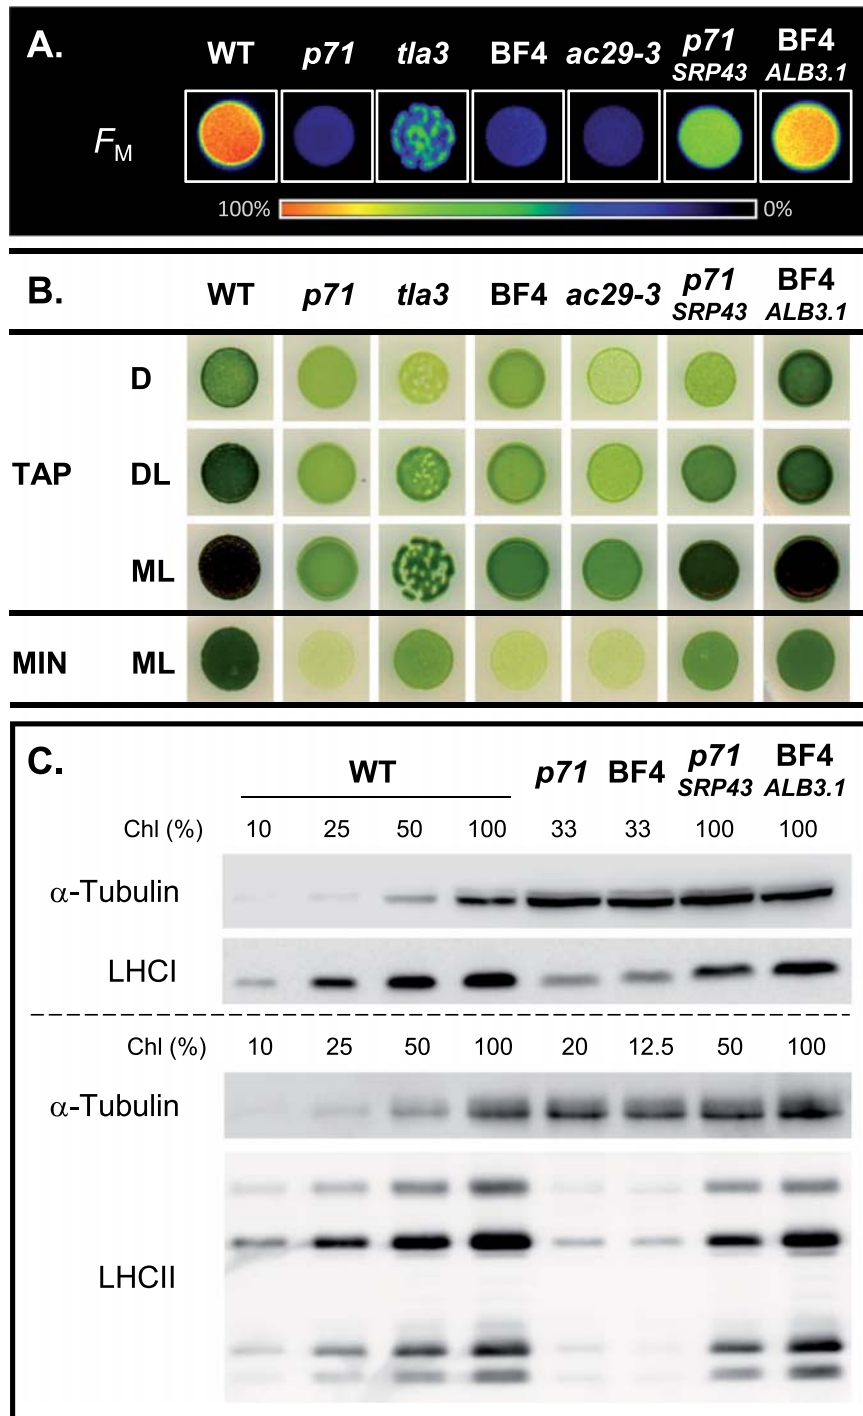 A.
WT p71 tla3 BF4 ac29-3 p71 SRP43 BF4 ALB3.1
FM
100% 0%
B.
WT p71 tla3 BF4 ac29-3 p71 SRP43 BF4 ALB3.1
D
TAP DL
ML
MIN ML
C.
WT p71 BF4 p71 SRP43 BF4 ALB3.1
Chl (%) 10 25 50 100 33 33 100 100
α-Tubulin
LHCI
Chl (%) 10 25 50 100 20 12.5 50 100
α-Tubulin
LHCII